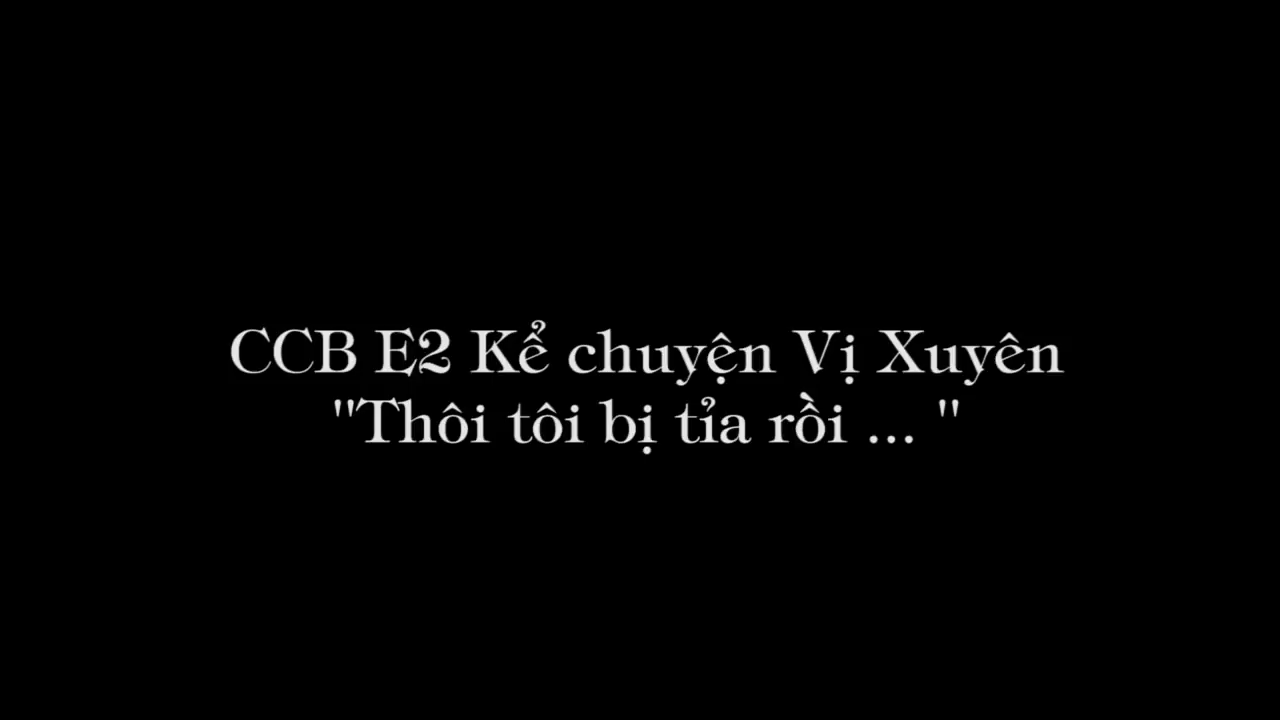 CCB E2 Kể chuyện Vị Xuyên
"Thôi tôi bị tỉa rồi ... "